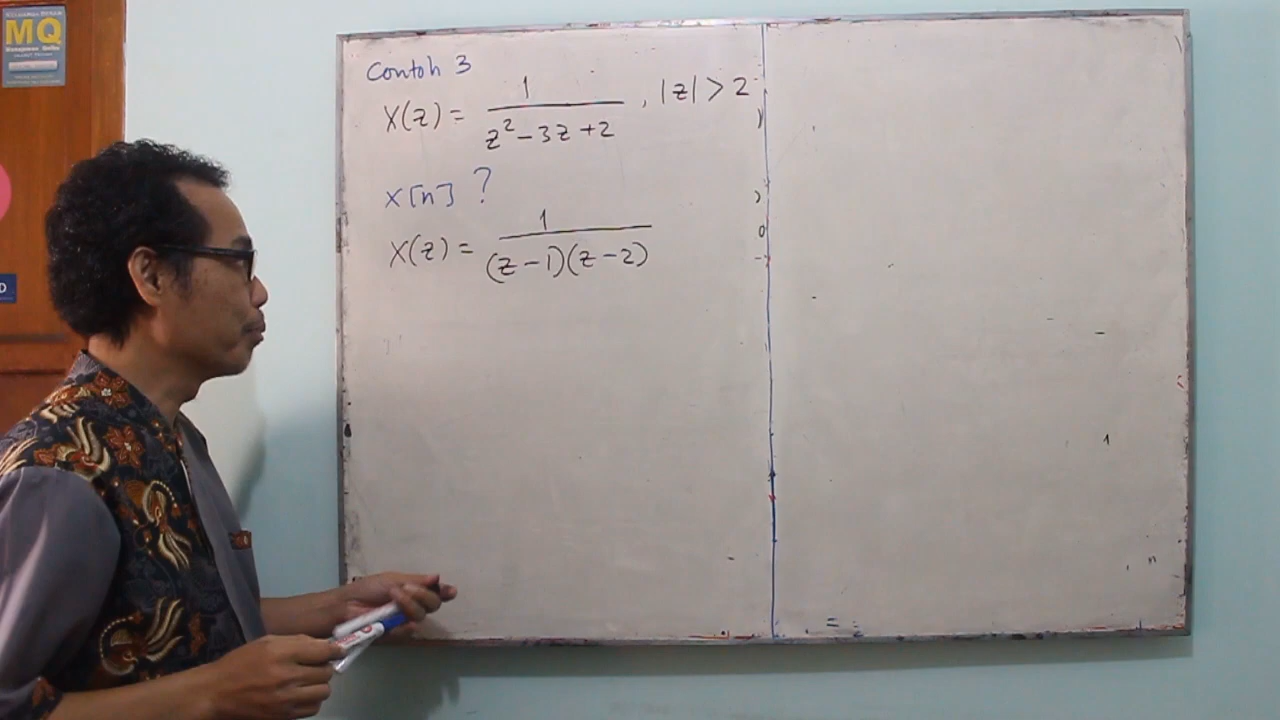 MQ
Contoh 3
X(z) = 1 / (z² - 3z + 2) , |z| > 2
x[n] ?
X(z) = 1 / ((z - 1)(z - 2))
D